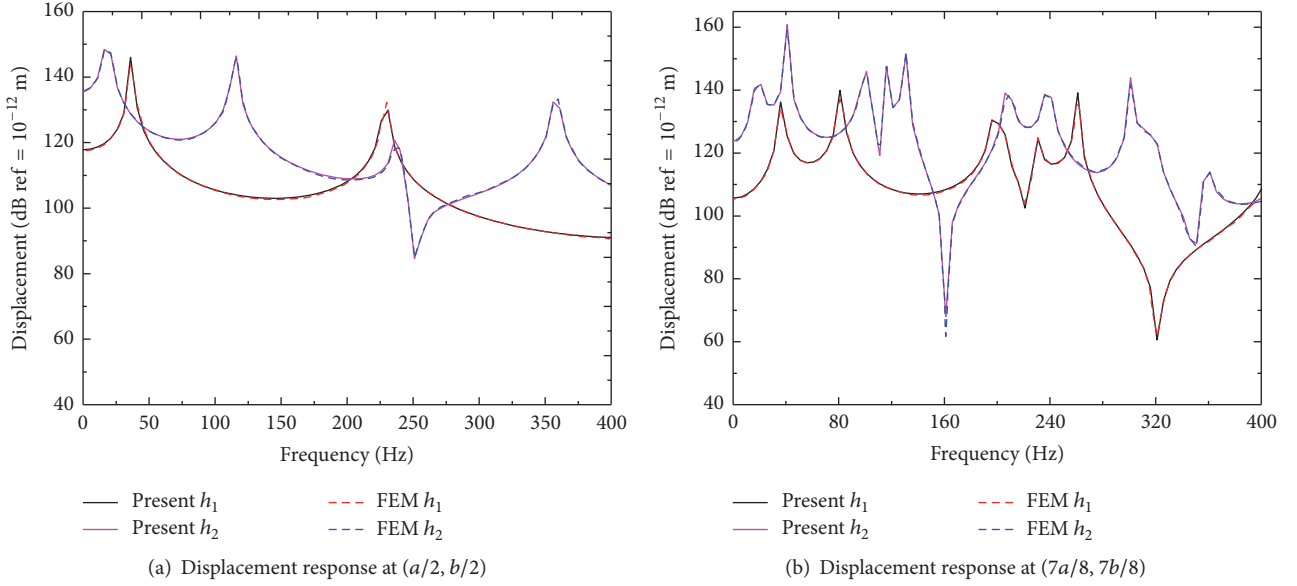 160
140
120
100
80
60
40
0
50
100
150
200
250
300
350
400
Displacement (dB ref = 10⁻¹² m)
Frequency (Hz)
Present h₁
FEM h₁
Present h₂
FEM h₂
(a) Displacement response at (a/2, b/2)
160
140
120
100
80
60
40
0
80
160
240
320
400
Displacement (dB ref = 10⁻¹² m)
Frequency (Hz)
Present h₁
FEM h₁
Present h₂
FEM h₂
(b) Displacement response at (7a/8, 7b/8)